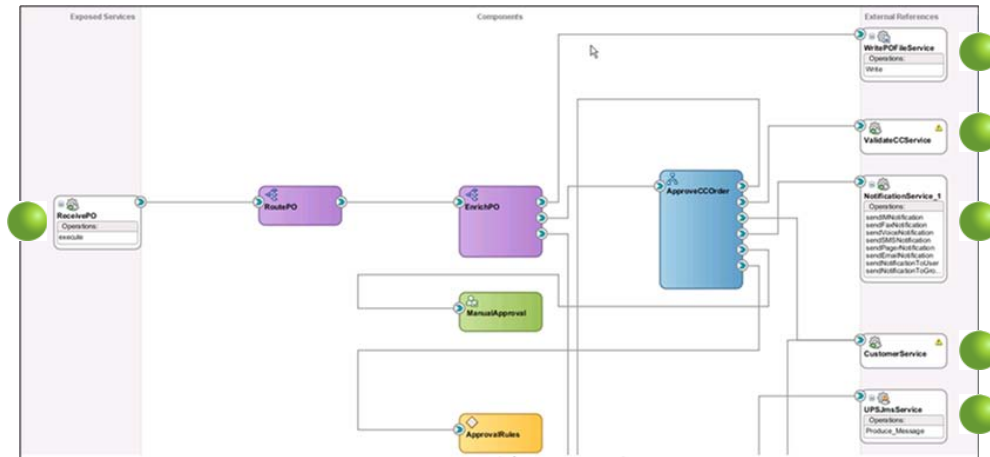 Exposed Services
Components
External References
WritePOFileService
Operations:
Write
ValidateCCService
ApproveCCOrder
NotificationService_1
Operations:
sendIMNotification
sendFaxNotification
sendVoiceNotification
sendSMSNotification
sendPagerNotification
sendEmailNotification
sendNotificationToUser
sendNotificationToGro...
ReceivePO
Operations:
execute
RoutePO
EnrichPO
ManualApproval
CustomerService
UPSJmsService
Operations:
Produce_Message
ApprovalRules